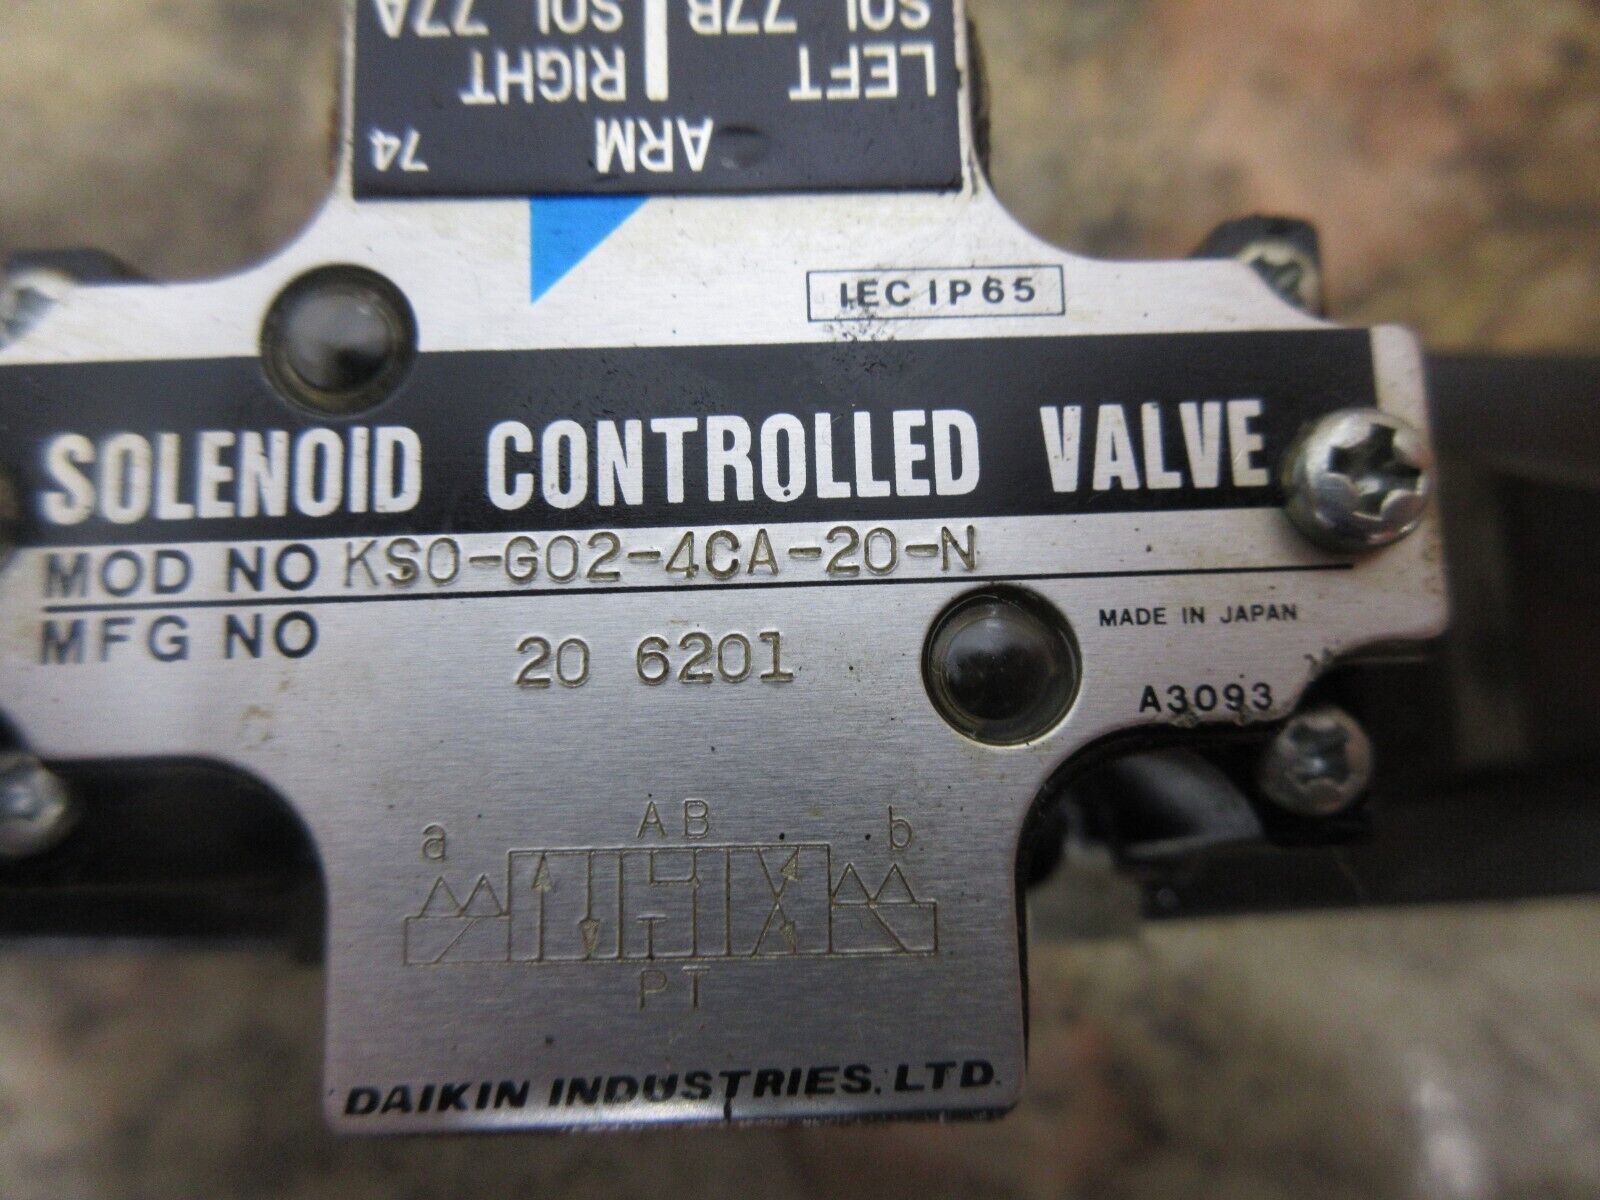 74 ARM
RIGHT LEFT
SOL 77A SOL 77B
IEC IP65
SOLENOID CONTROLLED VALVE
MOD NO KSO-G02-4CA-20-N
MFG NO 20 6201
MADE IN JAPAN
A3093
a A B b
P T
DAIKIN INDUSTRIES, LTD.